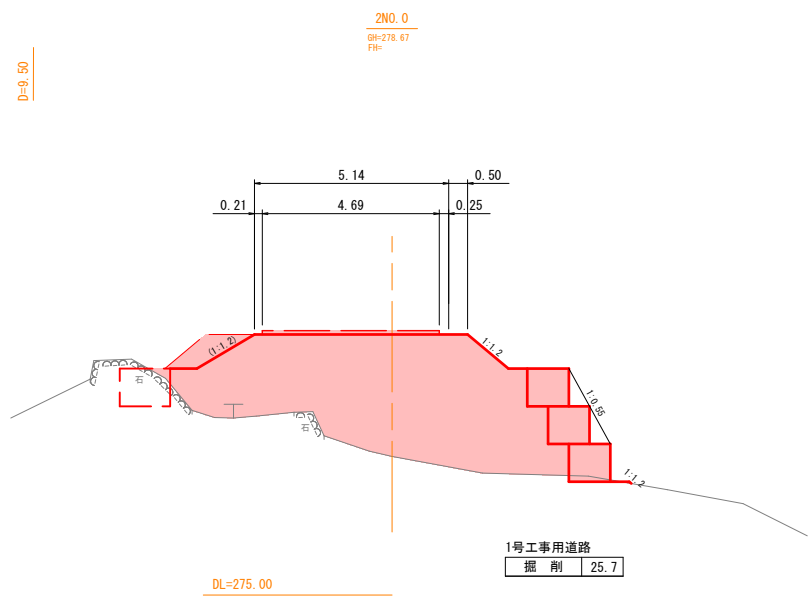 2NO.0
GH=278.67
FH=
D=9.50
5.14
0.50
0.21
4.69
0.25
(1:1.2)
1:1.2
石
1:0.55
石
1:1.2
1号工事用道路
掘 削 25.7
DL=275.00